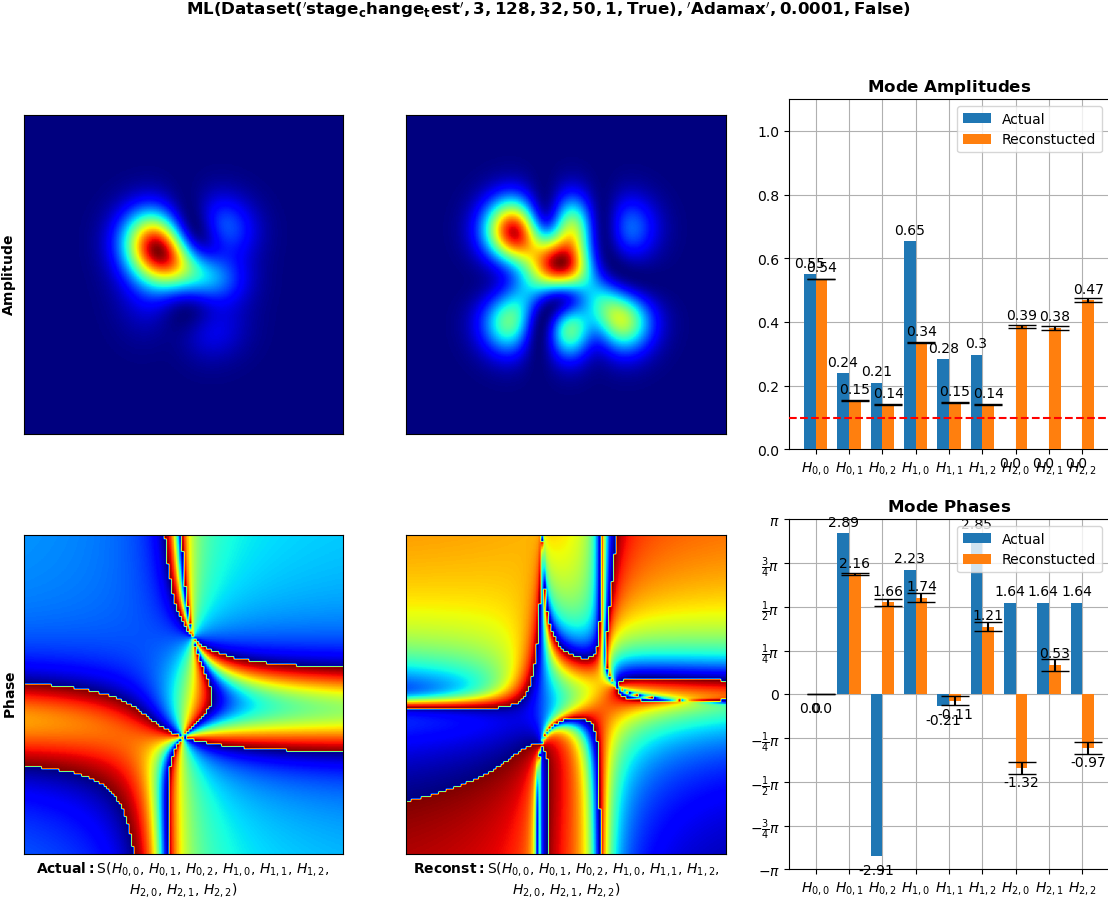 ML(Dataset('stage_change_test', 3, 128, 32, 50, 1, True), 'Adamax', 0.0001, False)
Amplitude
Mode Amplitudes
Actual
Reconstucted
1.0
0.8
0.6
0.4
0.2
0.0
0.55
0.54
0.24
0.15
0.21
0.14
0.65
0.34
0.28
0.15
0.3
0.14
0.0
0.39
0.0
0.38
0.0
0.47
H0,0 H0,1 H0,2 H1,0 H1,1 H1,2 H2,0 H2,1 H2,2
Phase
Mode Phases
Actual
Reconstucted
π
3/4π
1/2π
1/4π
0
−1/4π
−1/2π
−3/4π
−π
0.0
0.0
2.89
2.16
-2.91
1.66
2.23
1.74
-0.21
-0.11
2.85
1.21
1.64
-1.32
1.64
0.53
1.64
-0.97
H0,0 H0,1 H0,2 H1,0 H1,1 H1,2 H2,0 H2,1 H2,2
Actual: S(H0,0, H0,1, H0,2, H1,0, H1,1, H1,2,
H2,0, H2,1, H2,2)
Reconst: S(H0,0, H0,1, H0,2, H1,0, H1,1, H1,2,
H2,0, H2,1, H2,2)